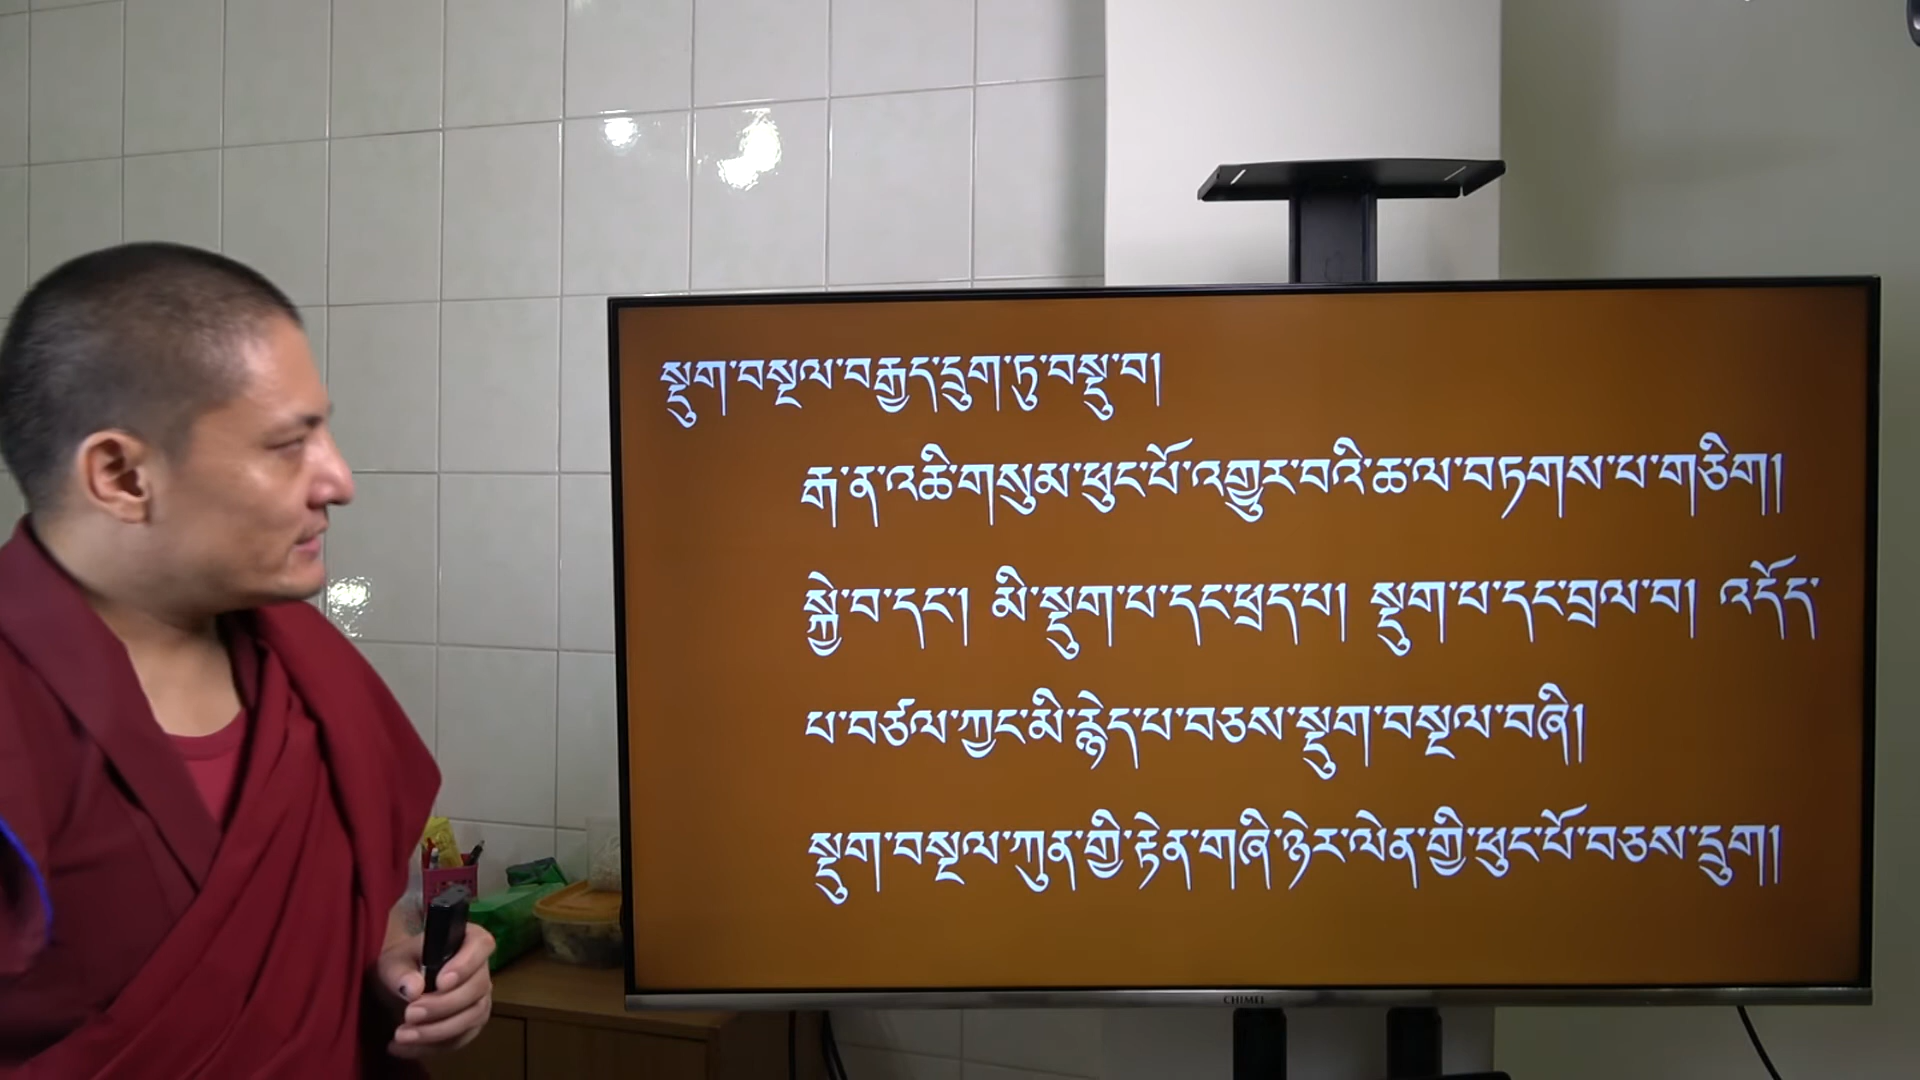 སྡུག་བསྔལ་བརྒྱད་དྲུག་ཏུ་བསྡུ་བ།
རྒ་ན་འཆི་གསུམ་ཕུང་པོ་འགྱུར་བའི་ཆ་ལ་བཏགས་པ་གཅིག།
སྐྱེ་བ་དང་། མི་སྡུག་པ་དང་ཕྲད་པ། སྡུག་པ་དང་བྲལ་བ། འདོད་
པ་བཙལ་ཀྱང་མི་རྙེད་པ་བཅས་སྡུག་བསྔལ་བཞི།
སྡུག་བསྔལ་ཀུན་གྱི་རྟེན་གཞི་ཉེར་ལེན་གྱི་ཕུང་པོ་བཅས་དྲུག།
CHIMEI